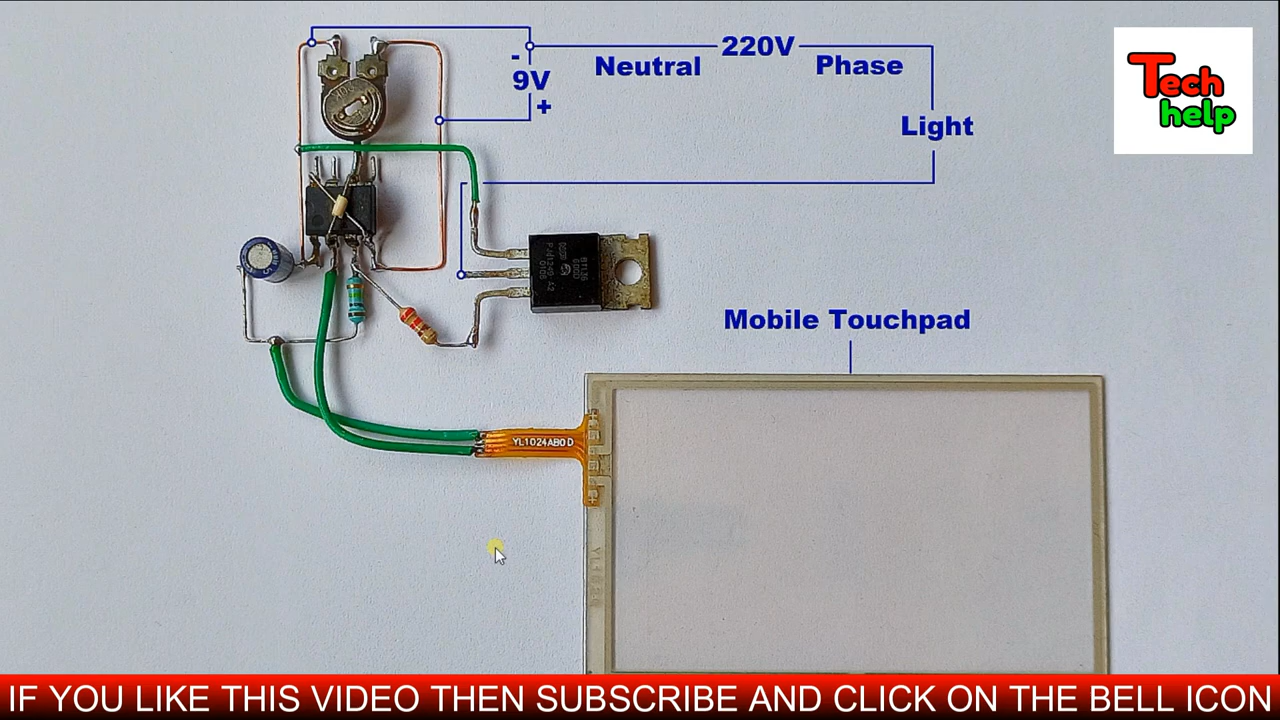 - 
9V
+
Neutral
220V
Phase
Light
Tech
help
Mobile Touchpad
YL1024AB0D
IF YOU LIKE THIS VIDEO THEN SUBSCRIBE AND CLICK ON THE BELL ICON